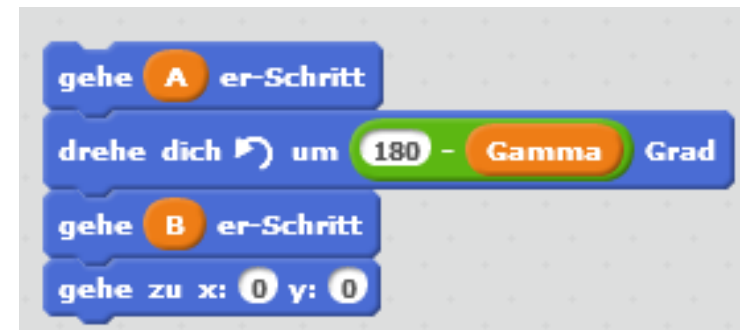 gehe A er-Schritt
drehe dich um 180 - Gamma Grad
gehe B er-Schritt
gehe zu x: 0 y: 0